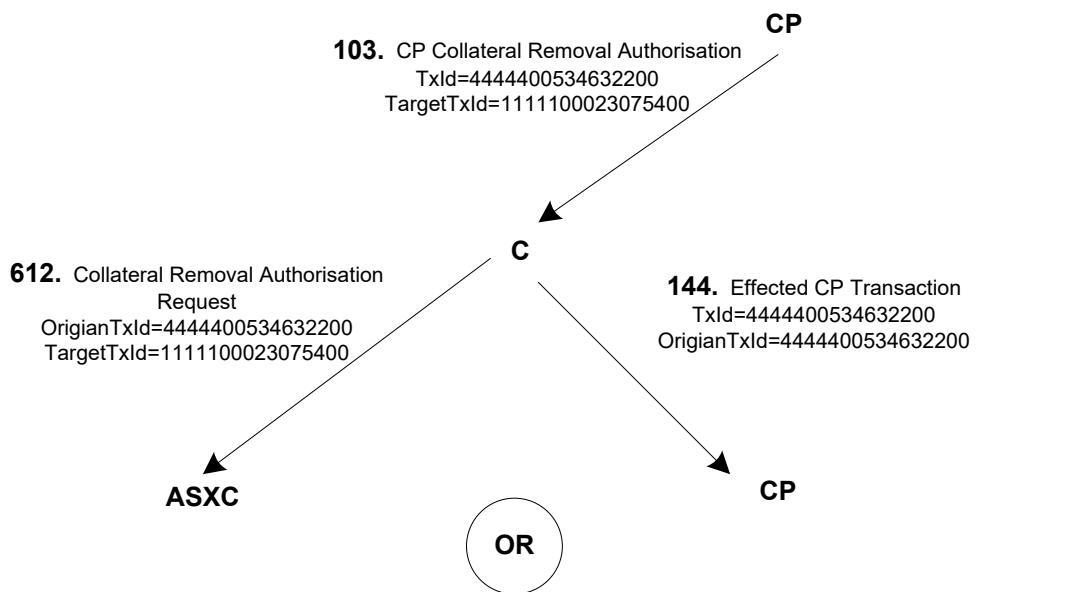 CP
103. CP Collateral Removal Authorisation
TxId=4444400534632200
TargetTxId=1111100023075400
C
612. Collateral Removal Authorisation
Request
OrigianTxId=4444400534632200
TargetTxId=1111100023075400
144. Effected CP Transaction
TxId=4444400534632200
OrigianTxId=4444400534632200
ASXC
CP
OR